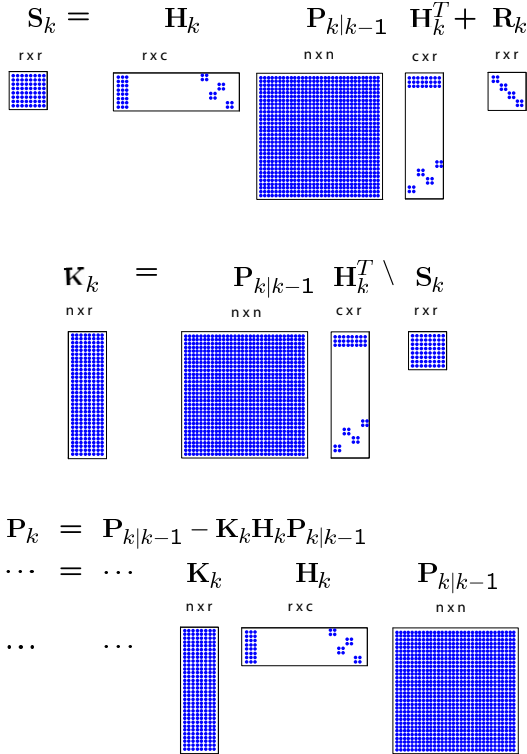 S_k = H_k P_{k|k-1} H_k^T + R_k
r x r r x c n x n c x r r x r
K_k = P_{k|k-1} H_k^T \ S_k
n x r n x n c x r r x r
P_k = P_{k|k-1} − K_k H_k P_{k|k-1}
⋯ = ⋯ K_k H_k P_{k|k-1}
n x r r x c n x n
⋯ ⋯